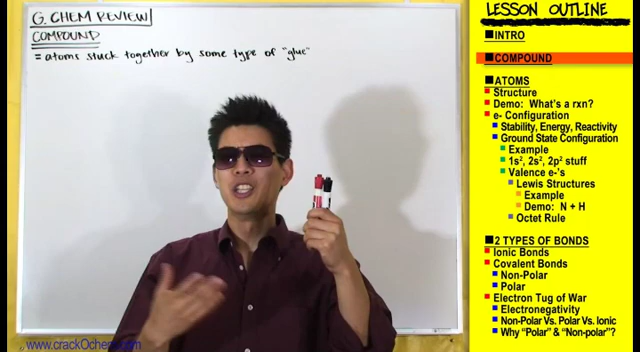 G. CHEM REVIEW
COMPOUND
= atoms stuck together by some type of "glue"
LESSON OUTLINE
INTRO
COMPOUND
ATOMS
Structure
Demo: What's a rxn?
e- Configuration
Stability, Energy, Reactivity
Ground State Configuration
Example
1s², 2s², 2p² stuff
Valence e-'s
Lewis Structures
Example
Demo: N + H
Octet Rule
2 TYPES OF BONDS
Ionic Bonds
Covalent Bonds
Non-Polar
Polar
Electron Tug of War
Electronegativity
Non-Polar Vs. Polar Vs. Ionic
Why "Polar" & "Non-polar"?
www.crackOchem.com